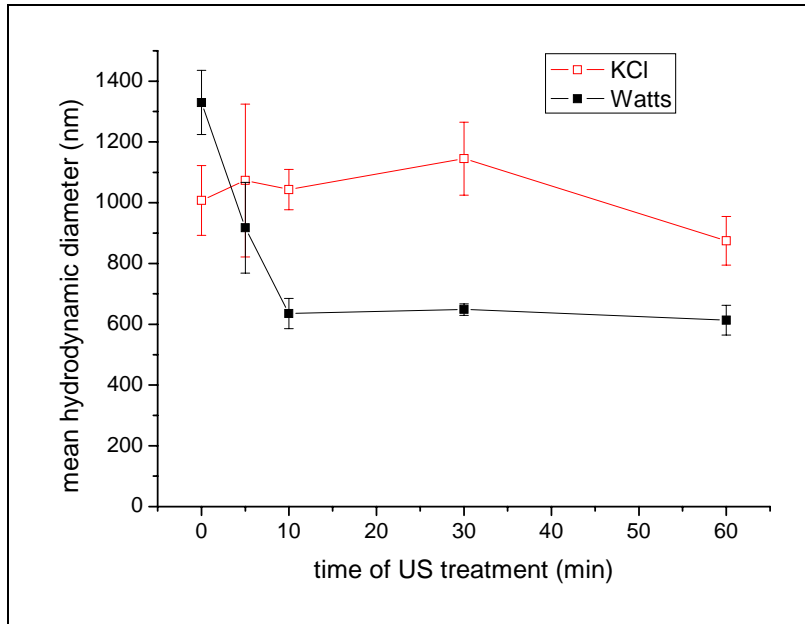 KCl
Watts
1400
1200
1000
800
600
400
200
0
mean hydrodynamic diameter (nm)
0 10 20 30 40 50 60
time of US treatment (min)